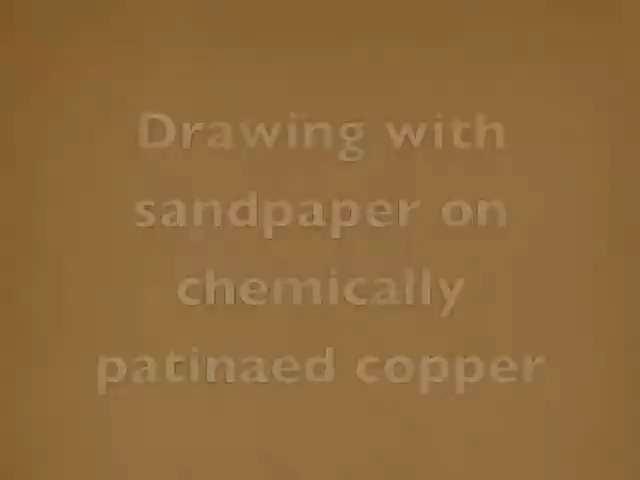 Drawing with
sandpaper on
chemically
patinaed copper